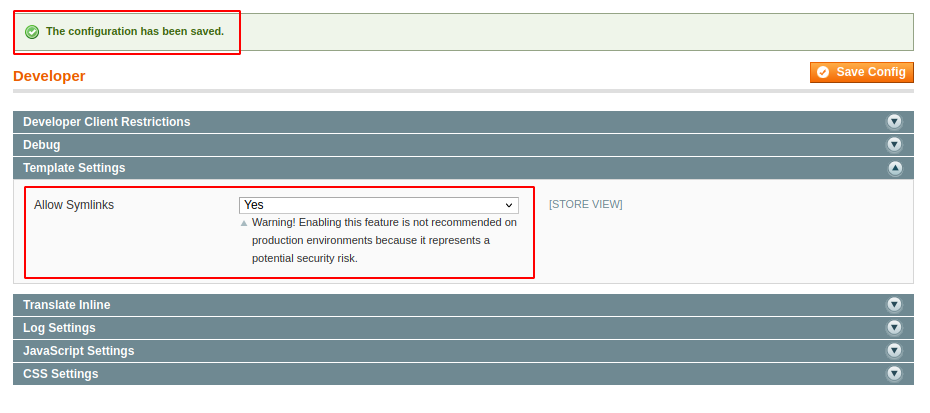 The configuration has been saved.
Developer
Save Config
Developer Client Restrictions
Debug
Template Settings
Allow Symlinks
Yes
[STORE VIEW]
Warning! Enabling this feature is not recommended on
production environments because it represents a
potential security risk.
Translate Inline
Log Settings
JavaScript Settings
CSS Settings